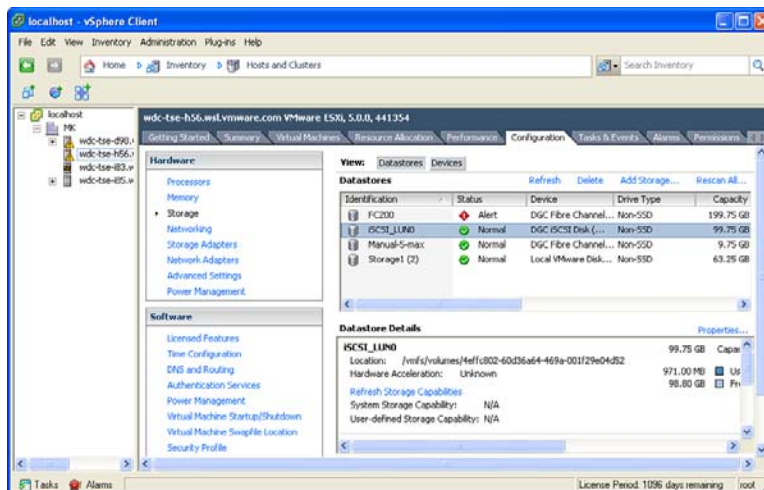 localhost - vSphere Client
File Edit View Inventory Administration Plug-ins Help
Home Inventory Hosts and Clusters
Search Inventory
localhost
MK
wdc-tse-d90.
wdc-tse-h56.
wdc-tse-i83.w
wdc-tse-i85.w
wdc-tse-h56.wsl.vmware.com VMware ESXi, 5.0.0, 441354
Getting Started Summary Virtual Machines Resource Allocation Performance Configuration Tasks & Events Alarms Permissions
Hardware
Processors
Memory
Storage
Networking
Storage Adapters
Network Adapters
Advanced Settings
Power Management
Software
Licensed Features
Time Configuration
DNS and Routing
Authentication Services
Power Management
Virtual Machine Startup/Shutdown
Virtual Machine Swapfile Location
Security Profile
View: Datastores Devices
Datastores Refresh Delete Add Storage... Rescan All...
Identification Status Device Drive Type Capacity
FC200 Alert DGC Fibre Channel... Non-SSD 199.75 GB
iSCSI_LUN0 Normal DGC iSCSI Disk (... Non-SSD 99.75 GB
Manual-S-max Normal DGC Fibre Channel... Non-SSD 9.75 GB
Storage1 (2) Normal Local VMware Disk... Non-SSD 63.25 GB
Datastore Details Properties...
iSCSI_LUN0 99.75 GB Capac
Location: /vmfs/volumes/4effc802-60d36a64-469a-001f29e04d52
Hardware Acceleration: Unknown 971.00 MB Us
98.80 GB Fr
Refresh Storage Capabilities
System Storage Capability: N/A
User-defined Storage Capability: N/A
Tasks Alarms License Period: 1096 days remaining root